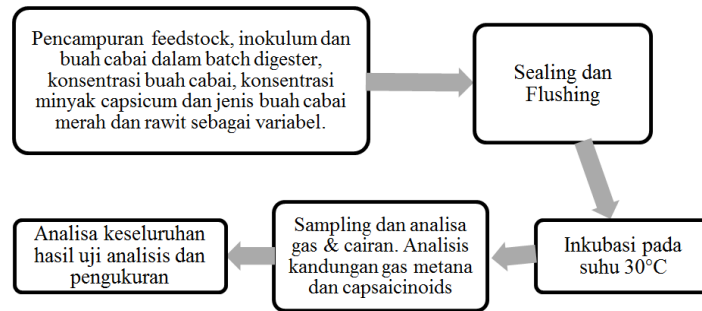 Pencampuran feedstock, inokulum dan
buah cabai dalam batch digester,
konsentrasi buah cabai, konsentrasi
minyak capsicum dan jenis buah cabai
merah dan rawit sebagai variabel.
Sealing dan
Flushing
Inkubasi pada
suhu 30°C
Sampling dan analisa
gas & cairan. Analisis
kandungan gas metana
dan capsaicinoids
Analisa keseluruhan
hasil uji analisis dan
pengukuran